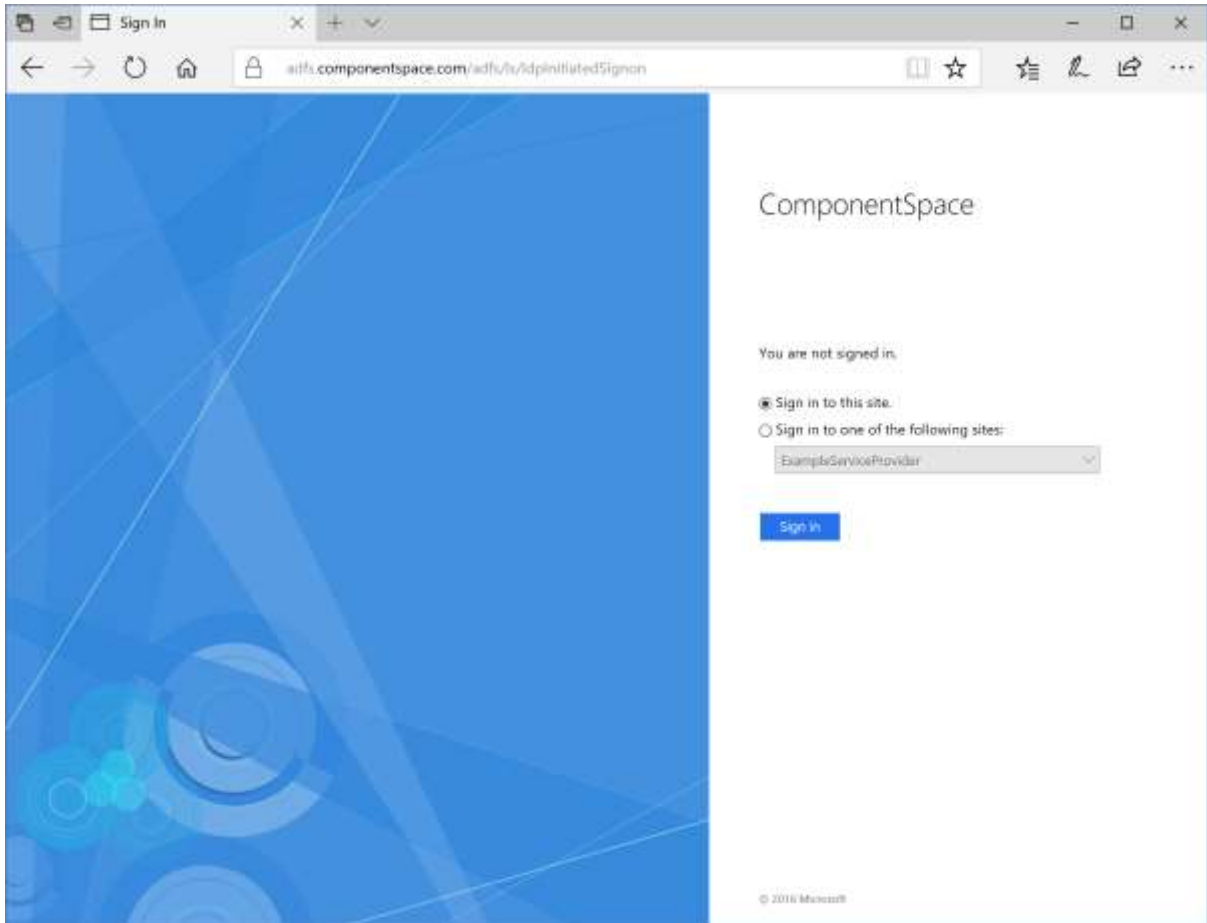 Sign In
adfs.componentspace.com/adfs/ls/IdpInitiatedSignon
ComponentSpace
You are not signed in.
Sign in to this site.
Sign in to one of the following sites:
ExampleServiceProvider
Sign in
© 2016 Microsoft